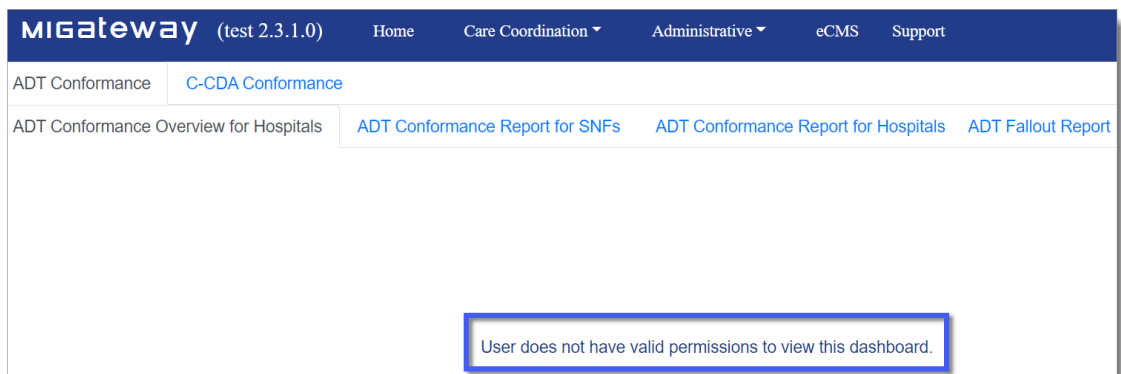 MIGateway (test 2.3.1.0) Home Care Coordination Administrative eCMS Support
ADT Conformance C-CDA Conformance
ADT Conformance Overview for Hospitals ADT Conformance Report for SNFs ADT Conformance Report for Hospitals ADT Fallout Report
User does not have valid permissions to view this dashboard.